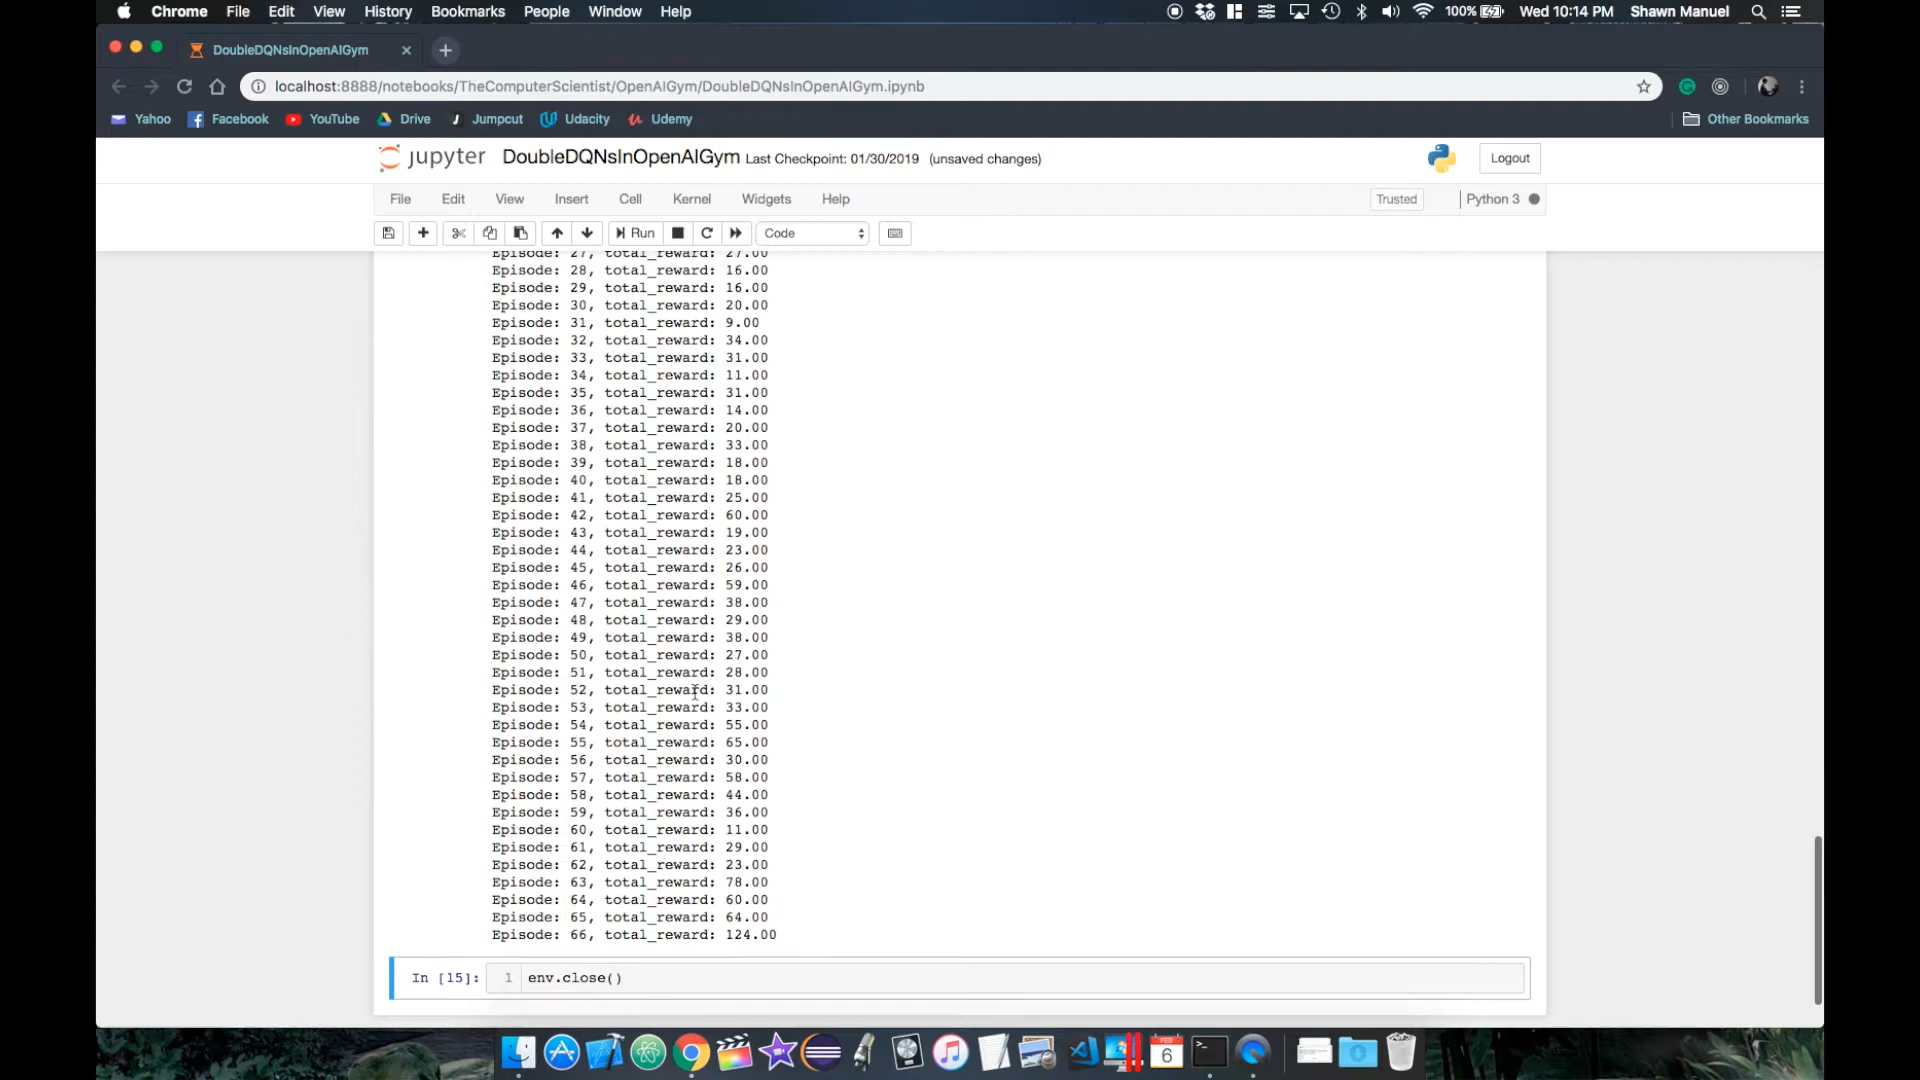 Chrome File Edit View History Bookmarks People Window Help 100% Wed 10:14 PM Shawn Manuel
DoubleDQNsInOpenAIGym
localhost:8888/notebooks/TheComputerScientist/OpenAIGym/DoubleDQNsInOpenAIGym.ipynb
Yahoo Facebook YouTube Drive Jumpcut Udacity Udemy Other Bookmarks
jupyter DoubleDQNsInOpenAIGym Last Checkpoint: 01/30/2019 (unsaved changes) Logout
File Edit View Insert Cell Kernel Widgets Help Trusted Python 3
Run Code
Episode: 27, total_reward: 27.00
Episode: 28, total_reward: 16.00
Episode: 29, total_reward: 16.00
Episode: 30, total_reward: 20.00
Episode: 31, total_reward: 9.00
Episode: 32, total_reward: 34.00
Episode: 33, total_reward: 31.00
Episode: 34, total_reward: 11.00
Episode: 35, total_reward: 31.00
Episode: 36, total_reward: 14.00
Episode: 37, total_reward: 20.00
Episode: 38, total_reward: 33.00
Episode: 39, total_reward: 18.00
Episode: 40, total_reward: 18.00
Episode: 41, total_reward: 25.00
Episode: 42, total_reward: 60.00
Episode: 43, total_reward: 19.00
Episode: 44, total_reward: 23.00
Episode: 45, total_reward: 26.00
Episode: 46, total_reward: 59.00
Episode: 47, total_reward: 38.00
Episode: 48, total_reward: 29.00
Episode: 49, total_reward: 38.00
Episode: 50, total_reward: 27.00
Episode: 51, total_reward: 28.00
Episode: 52, total_reward: 31.00
Episode: 53, total_reward: 33.00
Episode: 54, total_reward: 55.00
Episode: 55, total_reward: 65.00
Episode: 56, total_reward: 30.00
Episode: 57, total_reward: 58.00
Episode: 58, total_reward: 44.00
Episode: 59, total_reward: 36.00
Episode: 60, total_reward: 11.00
Episode: 61, total_reward: 29.00
Episode: 62, total_reward: 23.00
Episode: 63, total_reward: 78.00
Episode: 64, total_reward: 60.00
Episode: 65, total_reward: 64.00
Episode: 66, total_reward: 124.00
In [15]: 1 env.close()
FEB
6